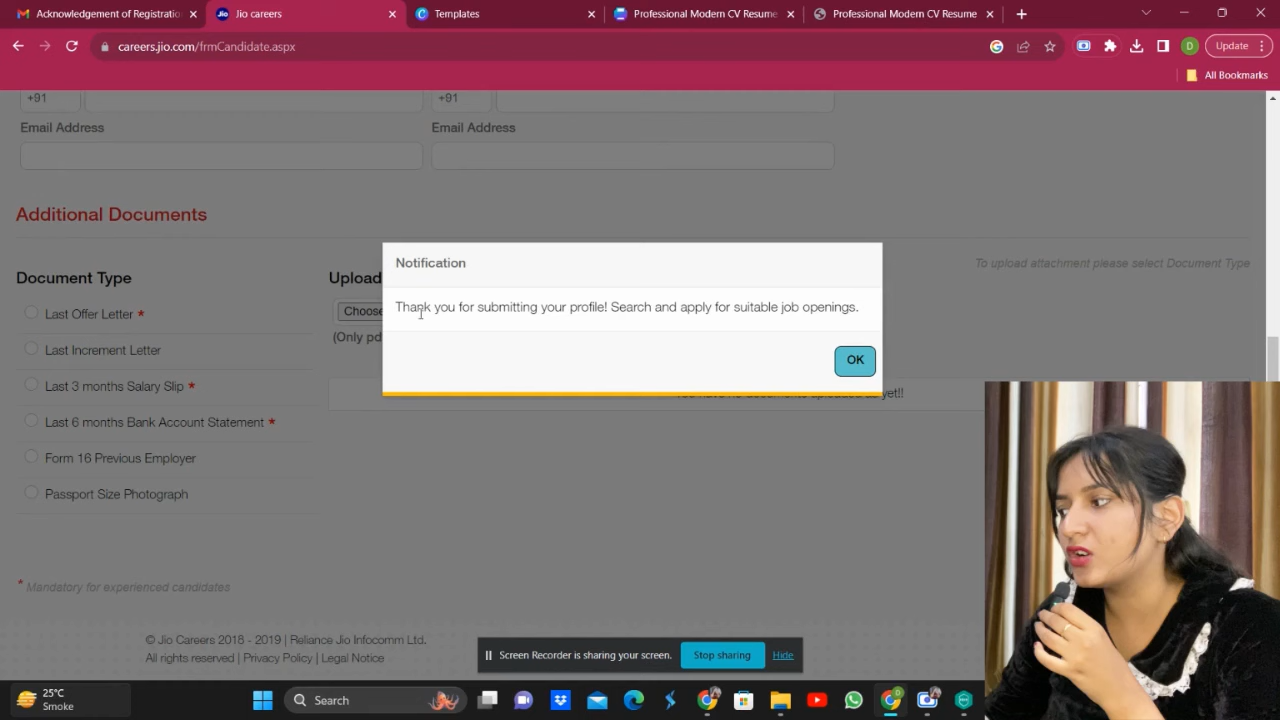 Acknowledgement of Registratio
Jio careers
Templates
Professional Modern CV Resume
Professional Modern CV Resume
careers.jio.com/frmCandidate.aspx
D
Update
All Bookmarks
+91
+91
Email Address
Email Address
Additional Documents
To upload attachment please select Document Type
Document Type
Upload
Last Offer Letter *
Choose
Last Increment Letter
(Only pd
Last 3 months Salary Slip *
yet!!
Last 6 months Bank Account Statement *
Form 16 Previous Employer
Passport Size Photograph
* Mandatory for experienced candidates
Notification
Thank you for submitting your profile! Search and apply for suitable job openings.
OK
© Jio Careers 2018 - 2019 | Reliance Jio Infocomm Ltd.
All rights reserved | Privacy Policy | Legal Notice
Screen Recorder is sharing your screen.
Stop sharing
Hide
25°C
Smoke
Search